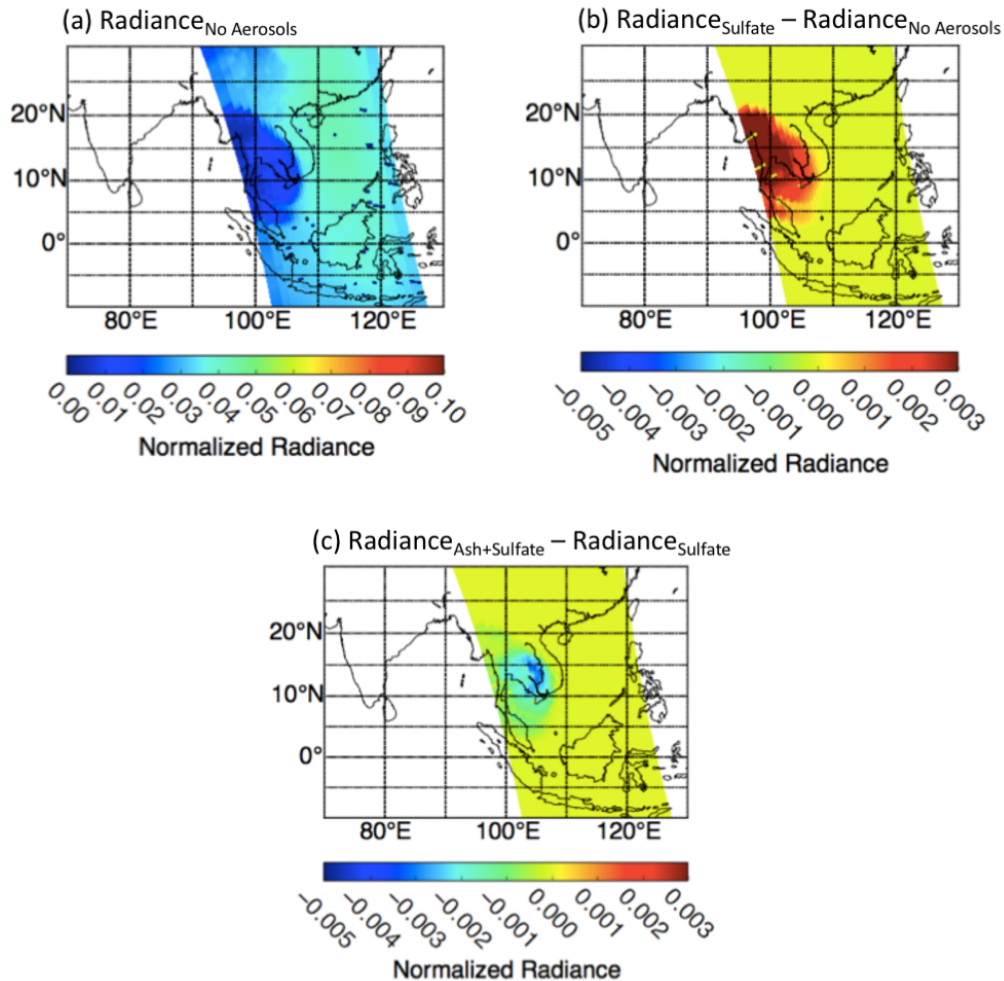 (a) Radiance No Aerosols
(b) Radiance Sulfate – Radiance No Aerosols
20°N
10°N
0°
80°E 100°E 120°E
20°N
10°N
0°
80°E 100°E 120°E
0.00 0.01 0.02 0.03 0.04 0.05 0.06 0.07 0.08 0.09 0.10
Normalized Radiance
−0.005 −0.004 −0.003 −0.002 −0.001 0.000 0.001 0.002 0.003
Normalized Radiance
(c) Radiance Ash+Sulfate – Radiance Sulfate
20°N
10°N
0°
80°E 100°E 120°E
−0.005 −0.004 −0.003 −0.002 −0.001 0.000 0.001 0.002 0.003
Normalized Radiance